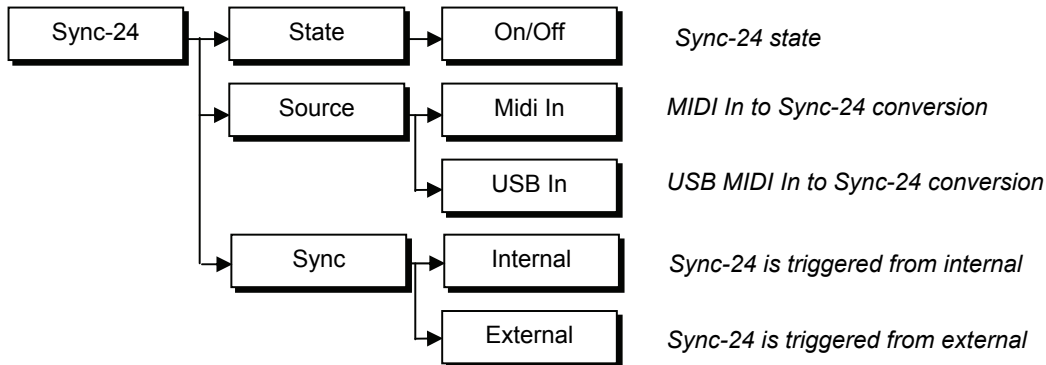 Sync-24 State On/Off Sync-24 state
Source Midi In MIDI In to Sync-24 conversion
USB In USB MIDI In to Sync-24 conversion
Sync Internal Sync-24 is triggered from internal
External Sync-24 is triggered from external